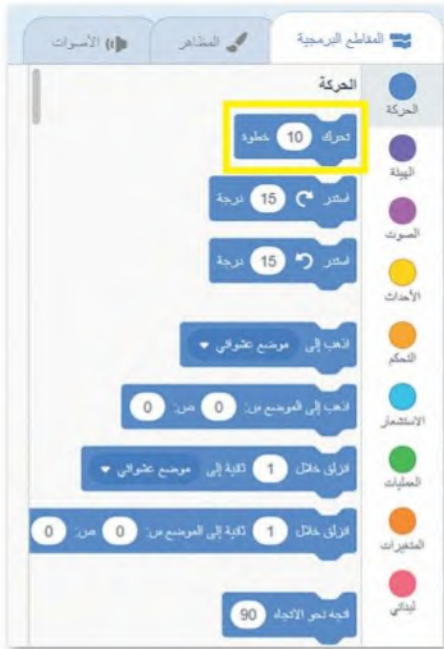 المقاطع البرمجية
المظاهر
الأصوات
الحركة
الهيئة
الصوت
الأحداث
التحكم
الاستشعار
العمليات
المتغيرات
لبناتي
الحركة
تحرك 10 خطوة
استدر 15 درجة
استدر 15 درجة
اذهب إلى موضع عشوائي
اذهب إلى الموضع س: 0 ص: 0
انزلق خلال 1 ثانية إلى موضع عشوائي
انزلق خلال 1 ثانية إلى الموضع س: 0 ص: 0
اتجه نحو الاتجاه 90